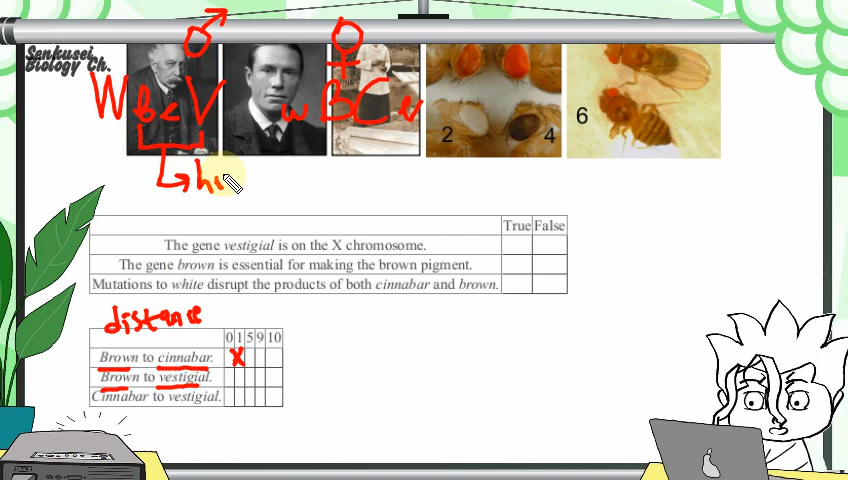 Senkusei
Biology Ch.
♂ ♀
W B c V w B C v
2 4 6
True False
The gene vestigial is on the X chromosome.
The gene brown is essential for making the brown pigment.
Mutations to white disrupt the products of both cinnabar and brown.
distance
0 1 5 9 10
Brown to cinnabar. X
Brown to vestigial.
Cinnabar to vestigial.